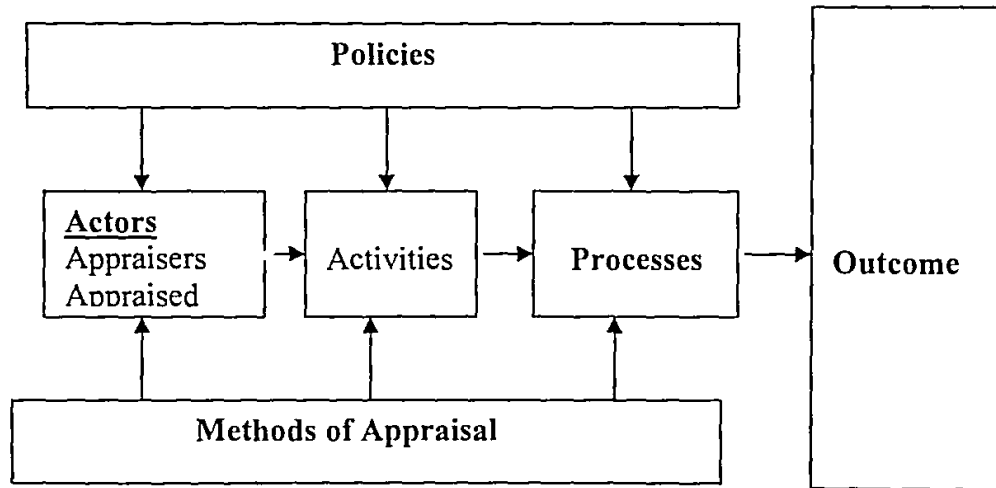 Policies
Actors
Appraisers
Appraised
Activities
Processes
Outcome
Methods of Appraisal